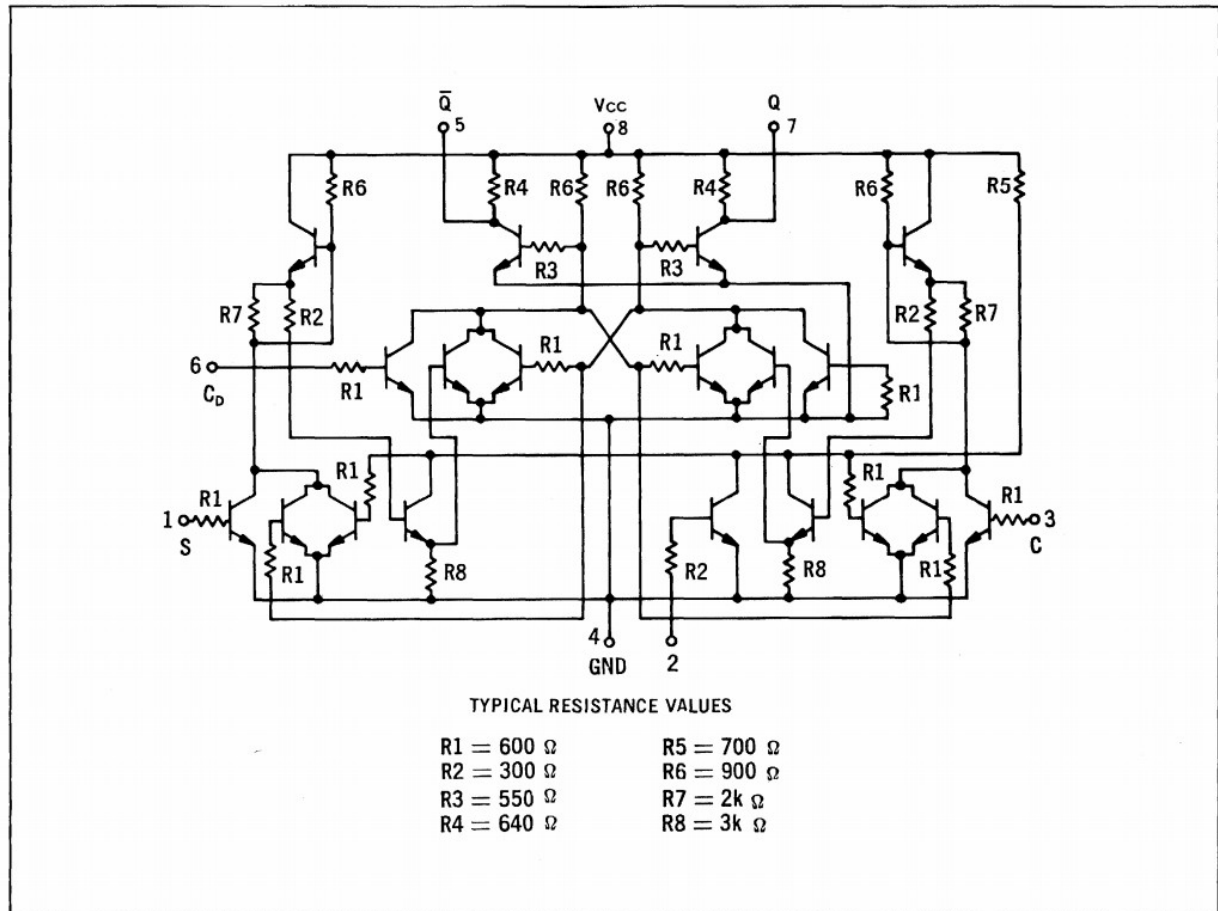 Q̅ Vcc Q
5 8 7
R6 R4 R6 R6 R4 R6 R5
R3 R3
R7 R2 R2 R7
R1 R1
6
R1 R1
C_D
R1 R1
R1 R1
1 3
S C
R1 R8 R2 R8 R1
4
GND 2
TYPICAL RESISTANCE VALUES
R1 = 600 Ω R5 = 700 Ω
R2 = 300 Ω R6 = 900 Ω
R3 = 550 Ω R7 = 2k Ω
R4 = 640 Ω R8 = 3k Ω